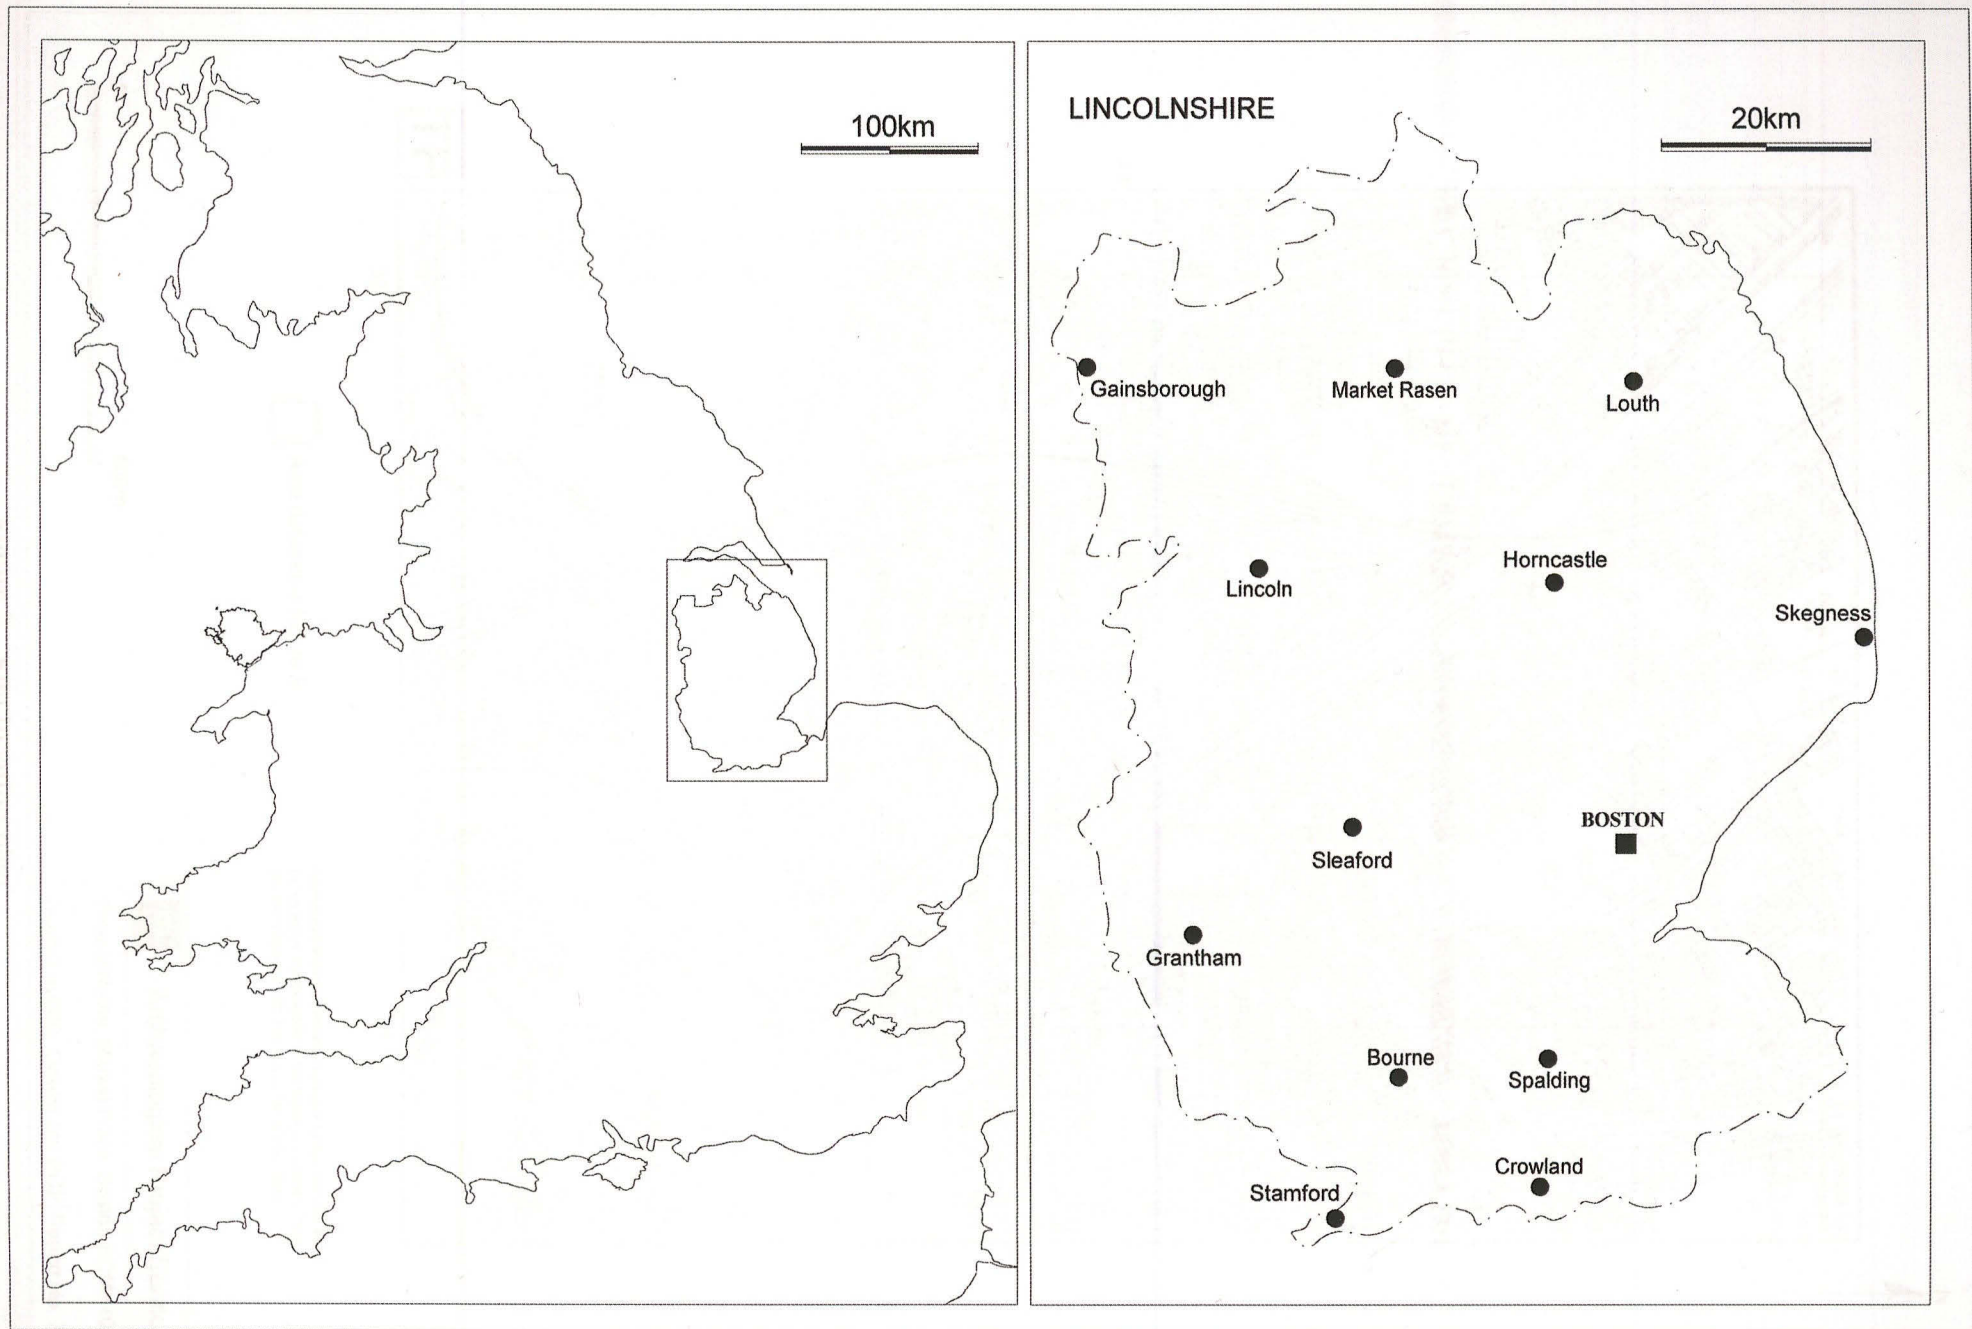 100km
LINCOLNSHIRE
20km
Gainsborough
Market Rasen
Louth
Lincoln
Horncastle
Skegness
BOSTON
Sleaford
Grantham
Bourne
Spalding
Crowland
Stamford